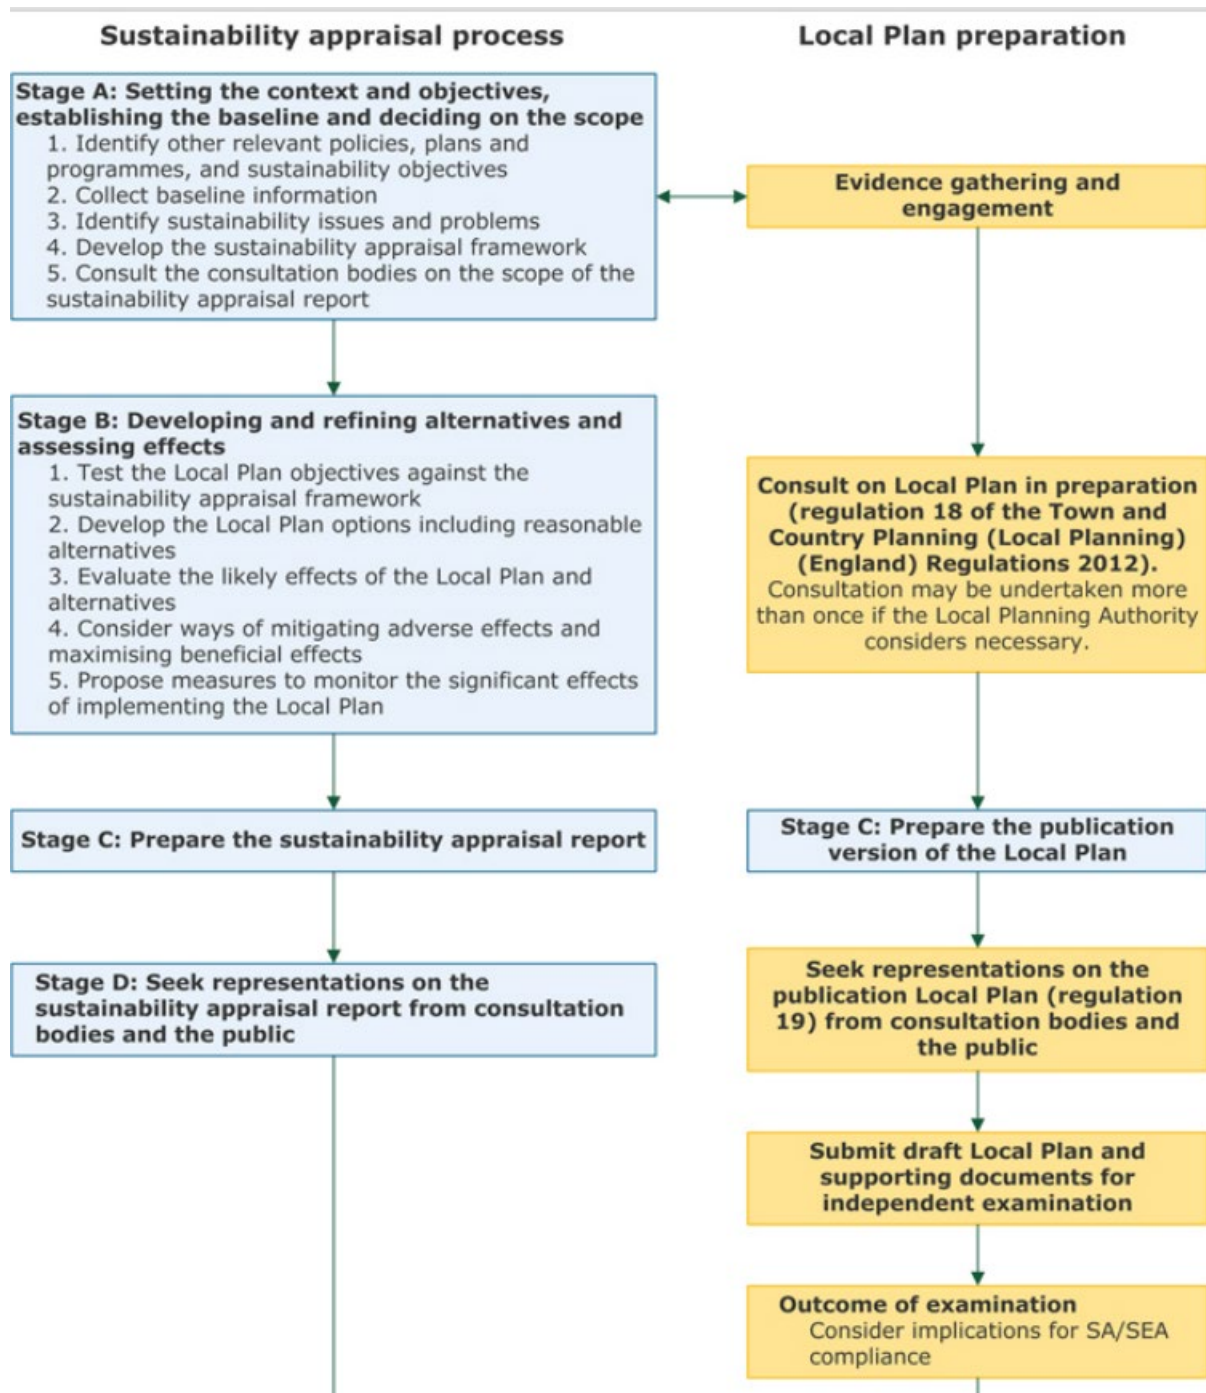 Sustainability appraisal process
Local Plan preparation
Stage A: Setting the context and objectives,
establishing the baseline and deciding on the scope
1. Identify other relevant policies, plans and
programmes, and sustainability objectives
2. Collect baseline information
3. Identify sustainability issues and problems
4. Develop the sustainability appraisal framework
5. Consult the consultation bodies on the scope of the
sustainability appraisal report
Evidence gathering and
engagement
Stage B: Developing and refining alternatives and
assessing effects
1. Test the Local Plan objectives against the
sustainability appraisal framework
2. Develop the Local Plan options including reasonable
alternatives
3. Evaluate the likely effects of the Local Plan and
alternatives
4. Consider ways of mitigating adverse effects and
maximising beneficial effects
5. Propose measures to monitor the significant effects
of implementing the Local Plan
Consult on Local Plan in preparation
(regulation 18 of the Town and
Country Planning (Local Planning)
(England) Regulations 2012).
Consultation may be undertaken more
than once if the Local Planning Authority
considers necessary.
Stage C: Prepare the sustainability appraisal report
Stage C: Prepare the publication
version of the Local Plan
Stage D: Seek representations on the
sustainability appraisal report from consultation
bodies and the public
Seek representations on the
publication Local Plan (regulation
19) from consultation bodies and
the public
Submit draft Local Plan and
supporting documents for
independent examination
Outcome of examination
Consider implications for SA/SEA
compliance